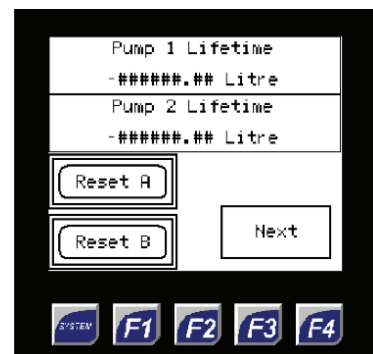 Pump 1 Lifetime
-######.## Litre
Pump 2 Lifetime
-######.## Litre
Reset A
Reset B
Next
SYSTEM F1 F2 F3 F4